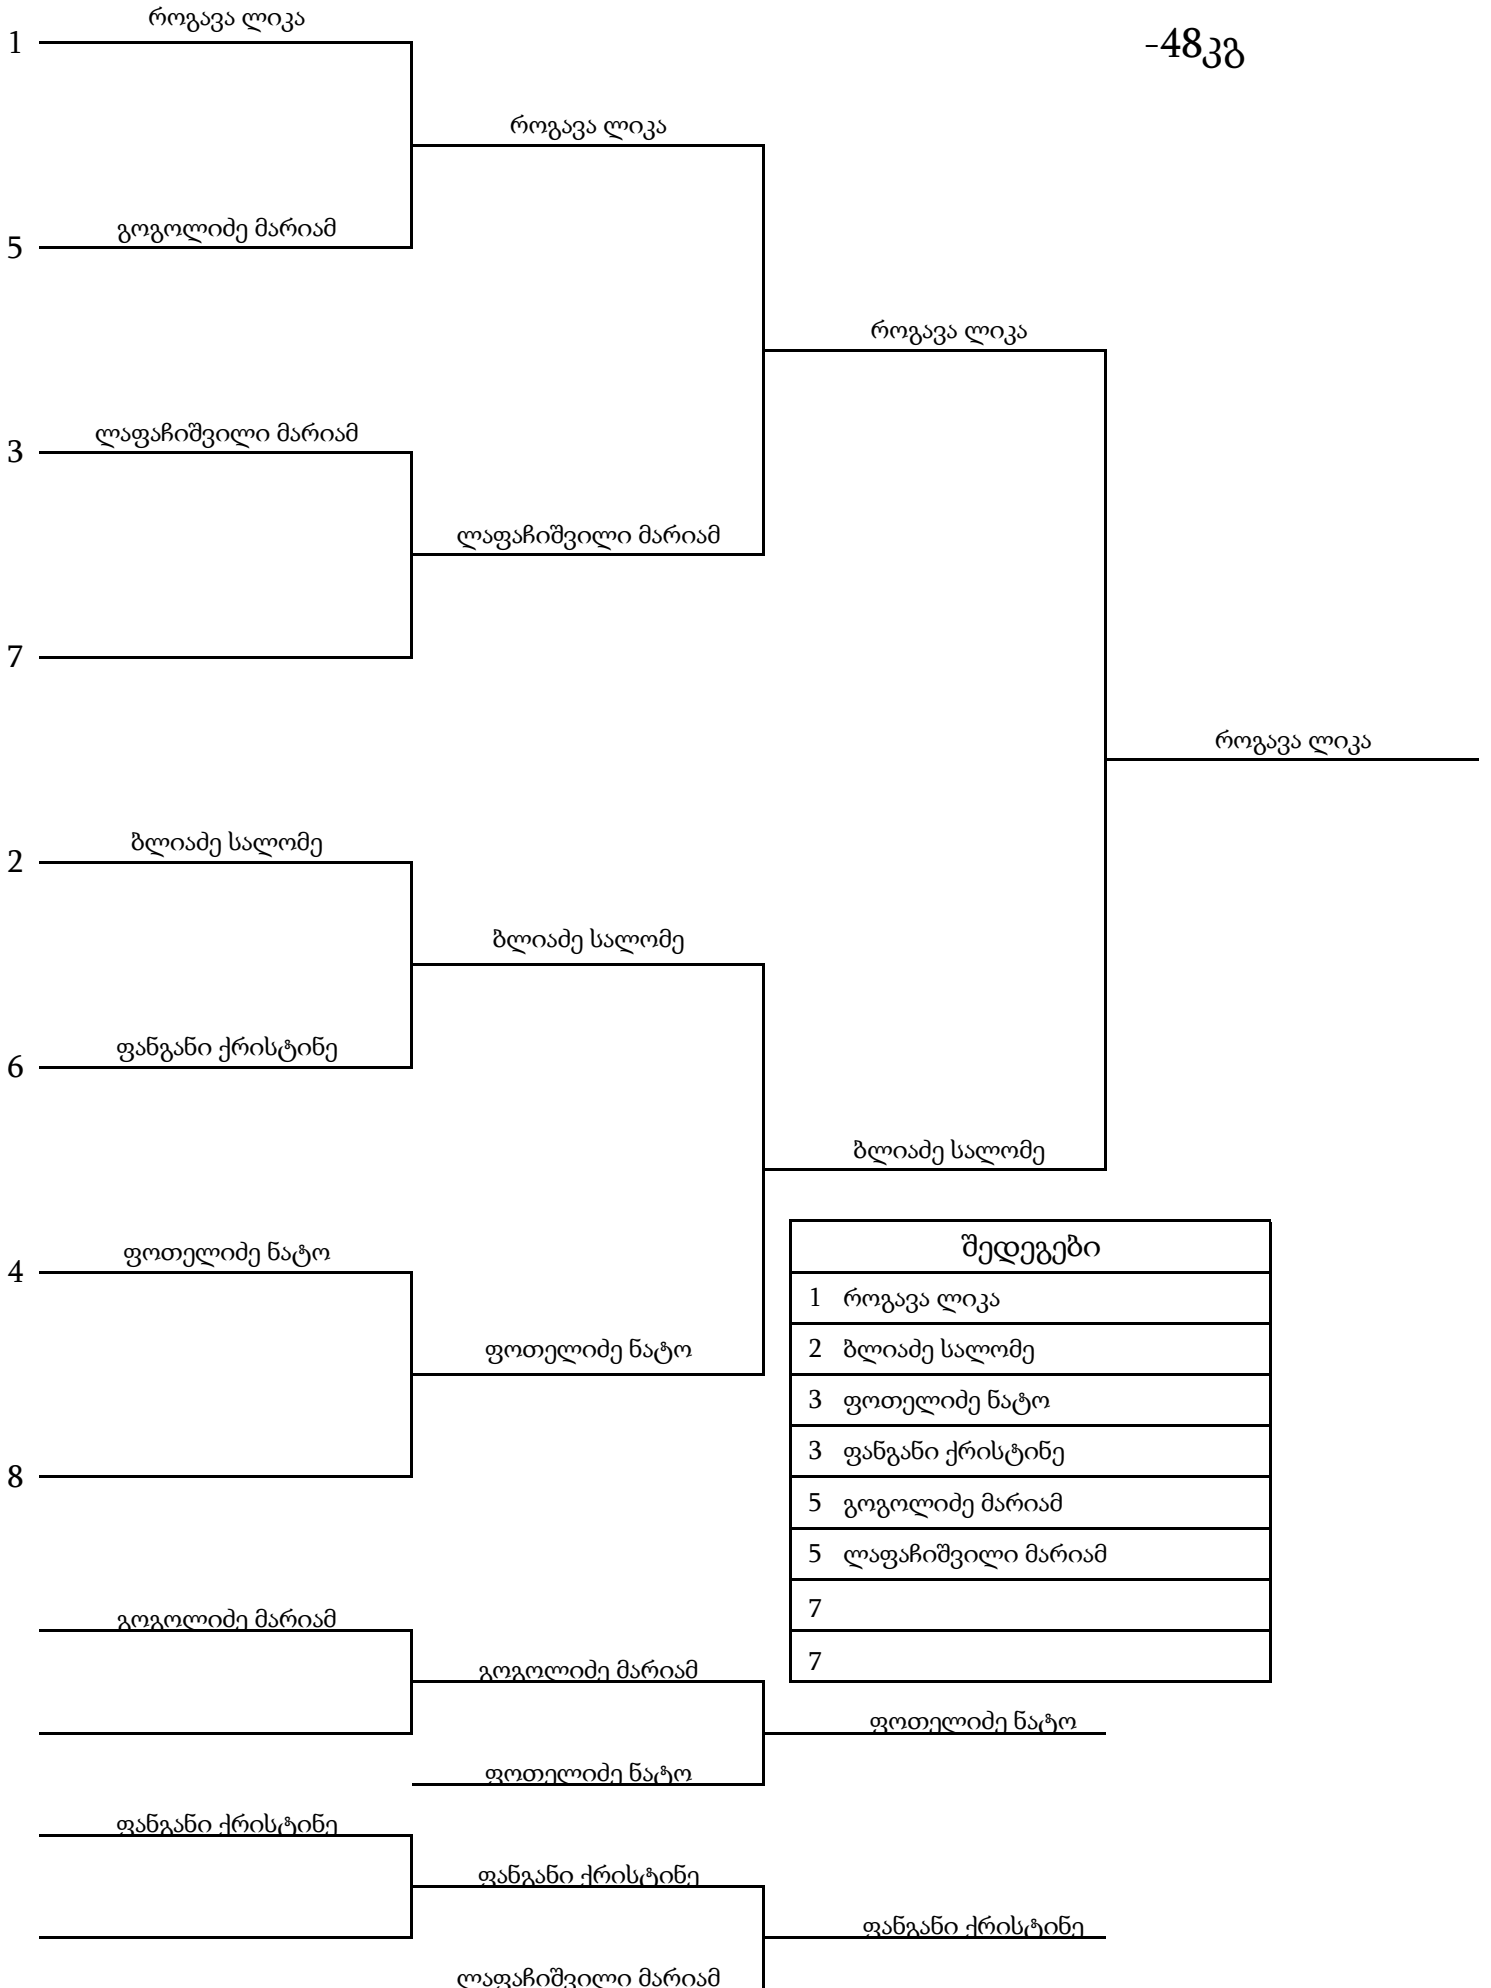 როგავა ლიკა
1
-48კგ
როგავა ლიკა
გოგოლიძე მარიამ
5
როგავა ლიკა
ლაფაჩიშვილი მარიამ
3
ლაფაჩიშვილი მარიამ
7
როგავა ლიკა
ბლიაძე სალომე
2
ბლიაძე სალომე
ფანგანი ქრისტინე
6
ბლიაძე სალომე
ფოთელიძე ნატო
4
ფოთელიძე ნატო
8
შედეგები
1 როგავა ლიკა
2 ბლიაძე სალომე
3 ფოთელიძე ნატო
3 ფანგანი ქრისტინე
5 გოგოლიძე მარიამ
5 ლაფაჩიშვილი მარიამ
7
7
გოგოლიძე მარიამ
გოგოლიძე მარიამ
ფოთელიძე ნატო
ფოთელიძე ნატო
ფანგანი ქრისტინე
ფანგანი ქრისტინე
ფანგანი ქრისტინე
ლაფაჩიშვილი მარიამ